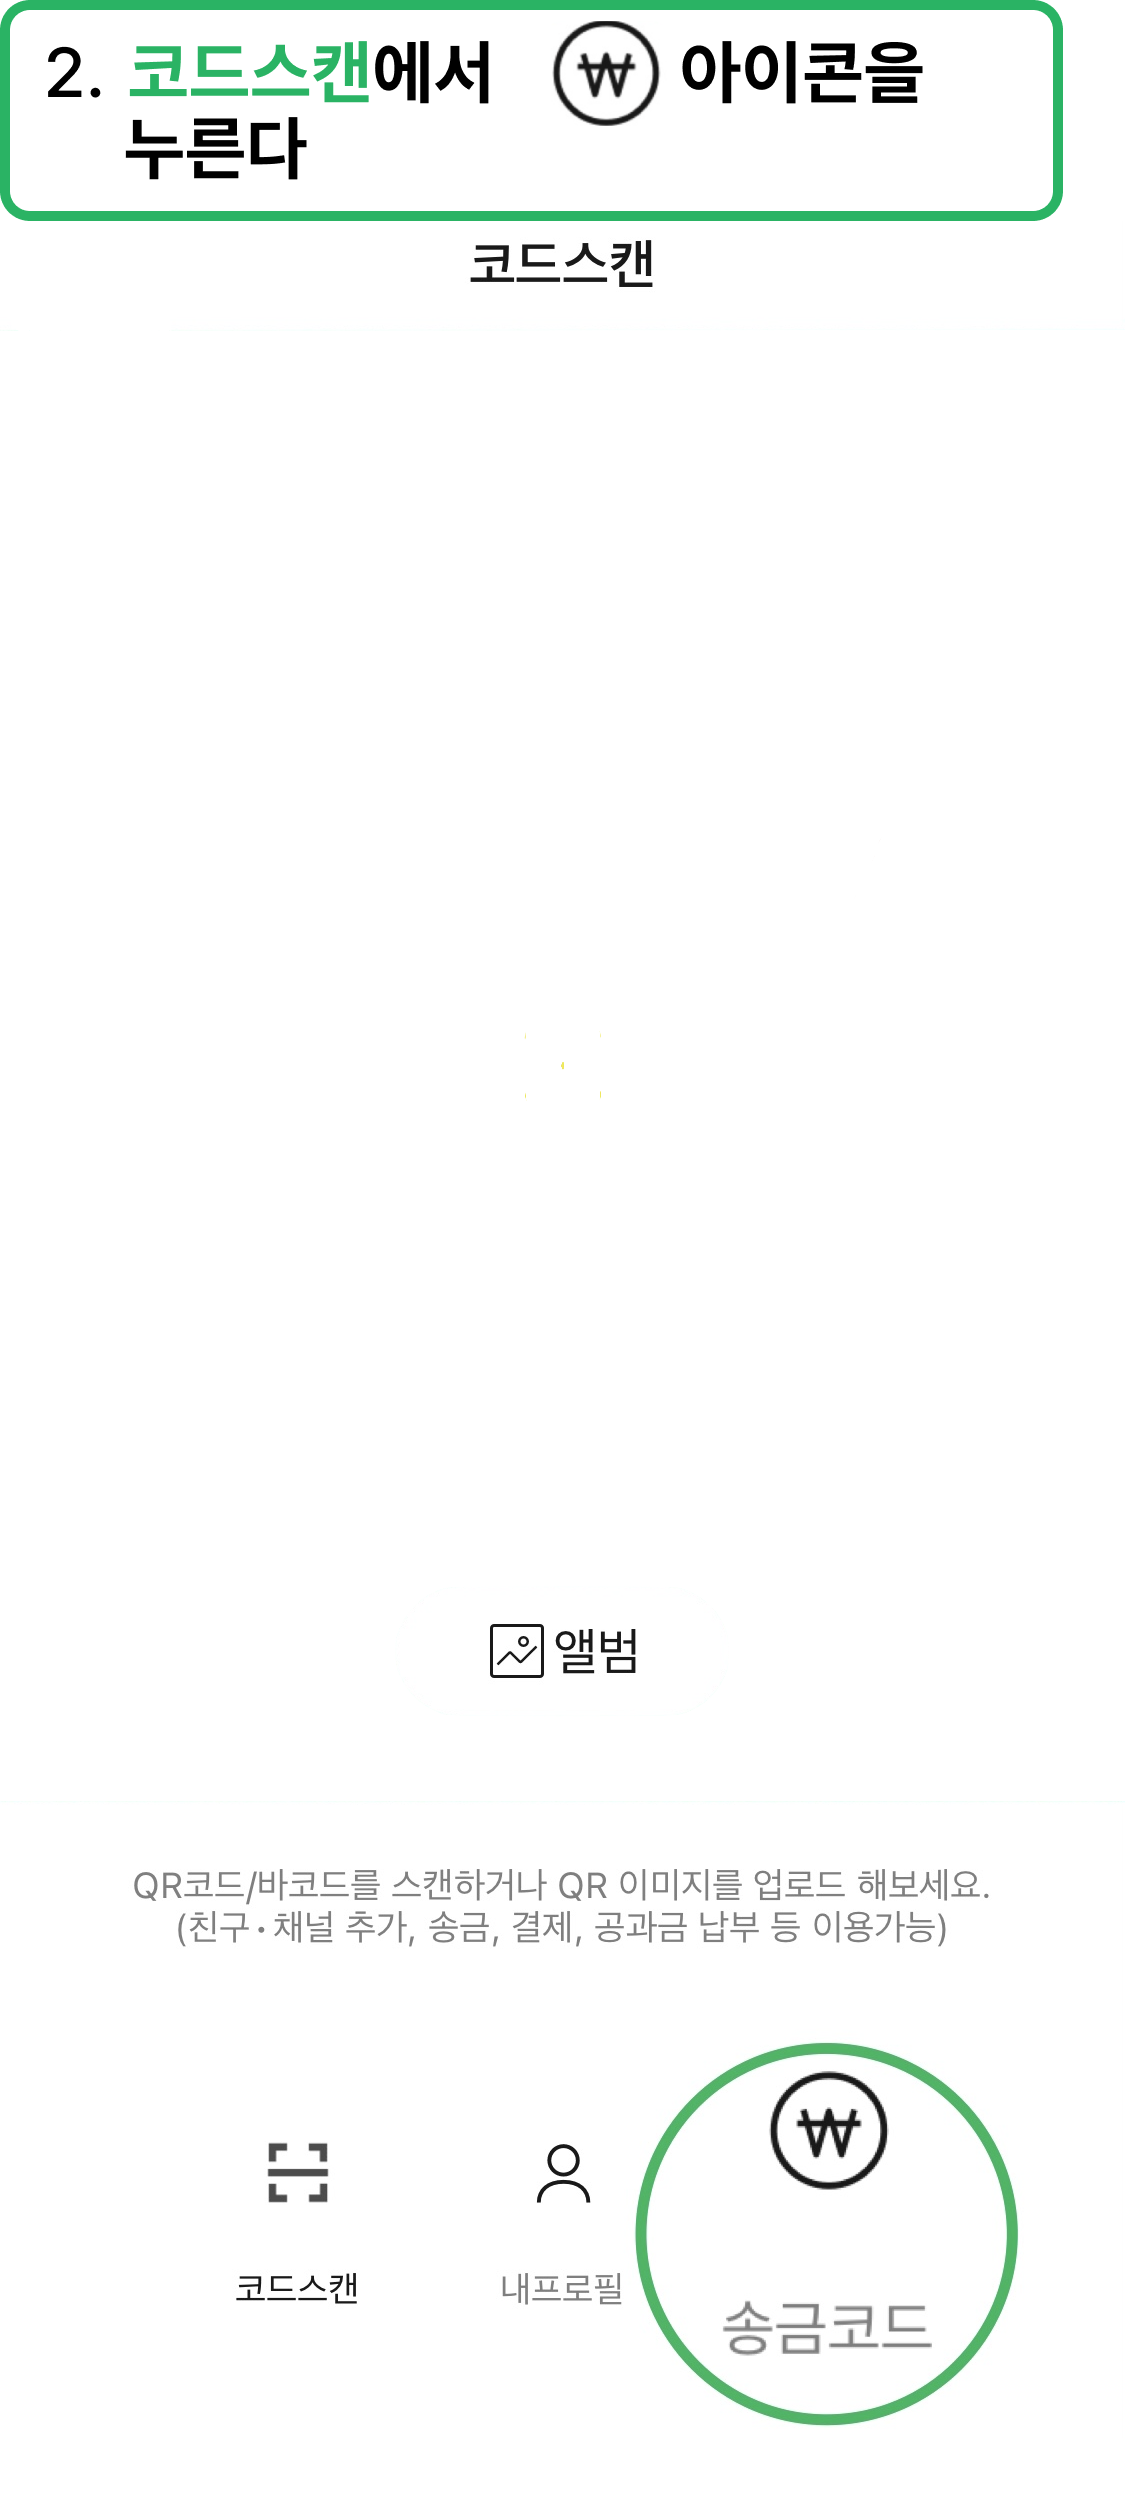 2. 코드스캔에서 ₩ 아이콘을
누른다
코드스캔
앨범
QR코드/바코드를 스캔하거나 QR 이미지를 업로드 해보세요.
(친구·채널 추가, 송금, 결제, 공과금 납부 등 이용가능)
₩
코드스캔 내프로필 송금코드